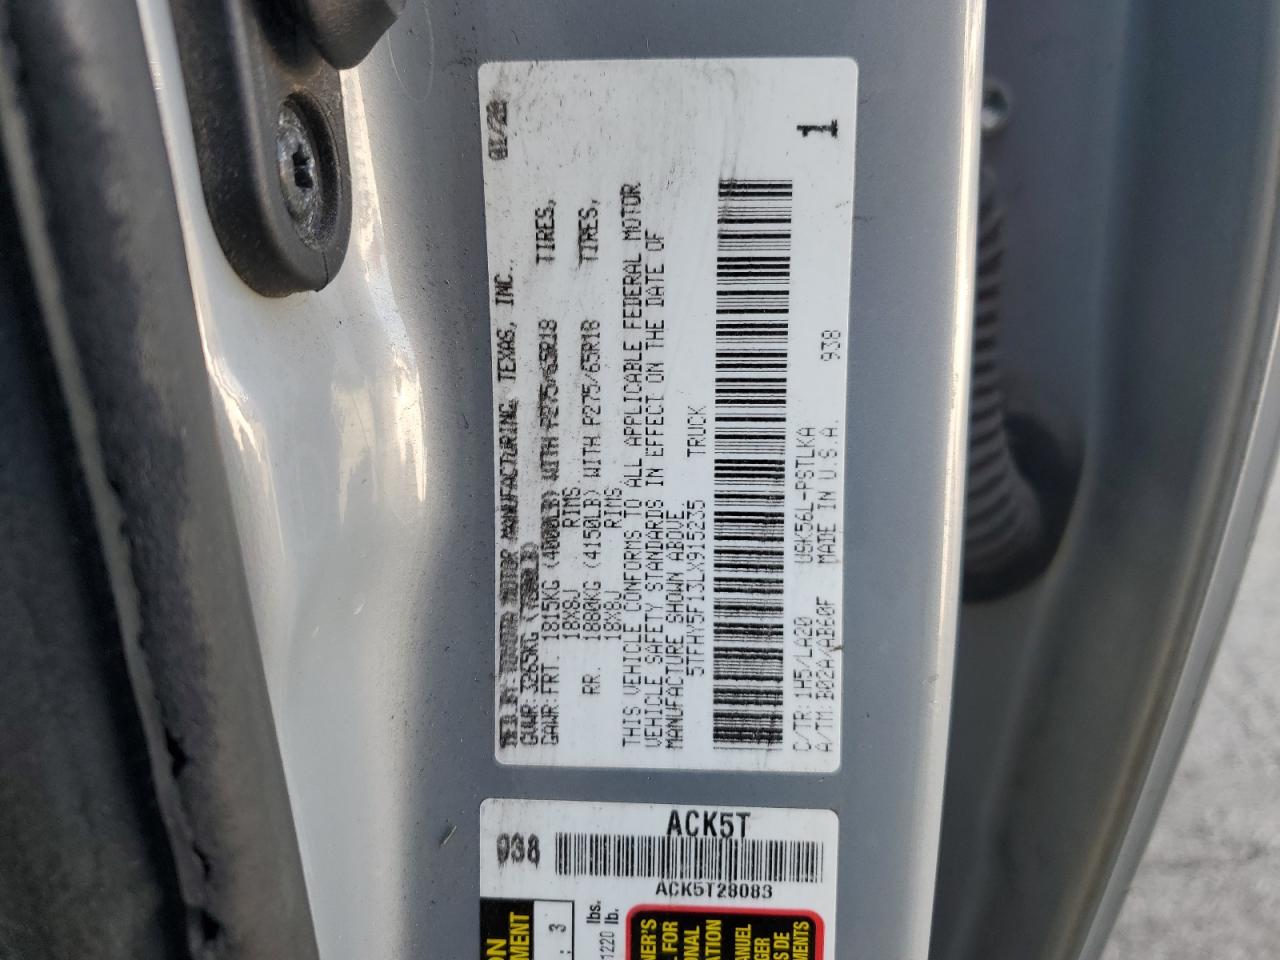 MFD. BY: TOYOTA MOTOR MANUFACTURING, TEXAS, INC. 01/20
GVWR: 3265KG (7200LB)
GAWR: FRT. 1815KG (4000LB) WITH P275/65R18 TIRES,
18X8J RIMS
RR. 1880KG (4150LB) WITH P275/65R18 TIRES,
18X8J RIMS
THIS VEHICLE CONFORMS TO ALL APPLICABLE FEDERAL MOTOR
VEHICLE SAFETY STANDARDS IN EFFECT ON THE DATE OF
MANUFACTURE SHOWN ABOVE.
5TFHY5F13LX915235 TRUCK
C/TR: 1H5/LA20 USK56L-PSTLKA 938
A/TM: B02A/AB60F MADE IN U.S.A.
1
938
ACK5T
ACK5T28083
: 3
1220 lb.
lbs.